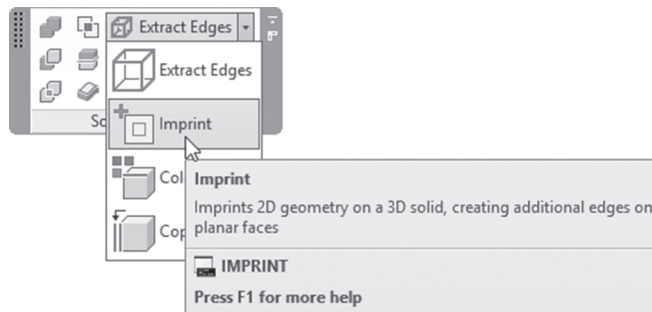 Extract Edges
Extract Edges
Imprint
Imprint
Imprints 2D geometry on a 3D solid, creating additional edges on
planar faces
IMPRINT
Press F1 for more help